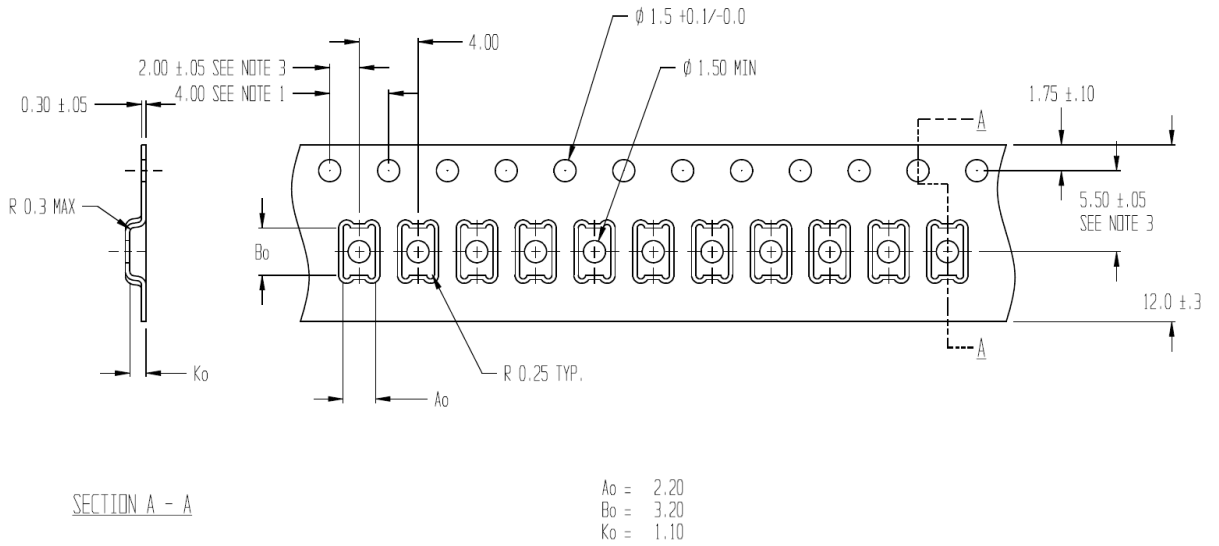 ϕ 1.5 +0.1/-0.0
4.00
2.00 ±.05 SEE NOTE 3
ϕ 1.50 MIN
4.00 SEE NOTE 1
0.30 ±.05
1.75 ±.10
A
R 0.3 MAX
5.50 ±.05
SEE NOTE 3
Bo
12.0 ±.3
A
Ko
R 0.25 TYP.
Ao
SECTION A - A
Ao = 2.20
Bo = 3.20
Ko = 1.10